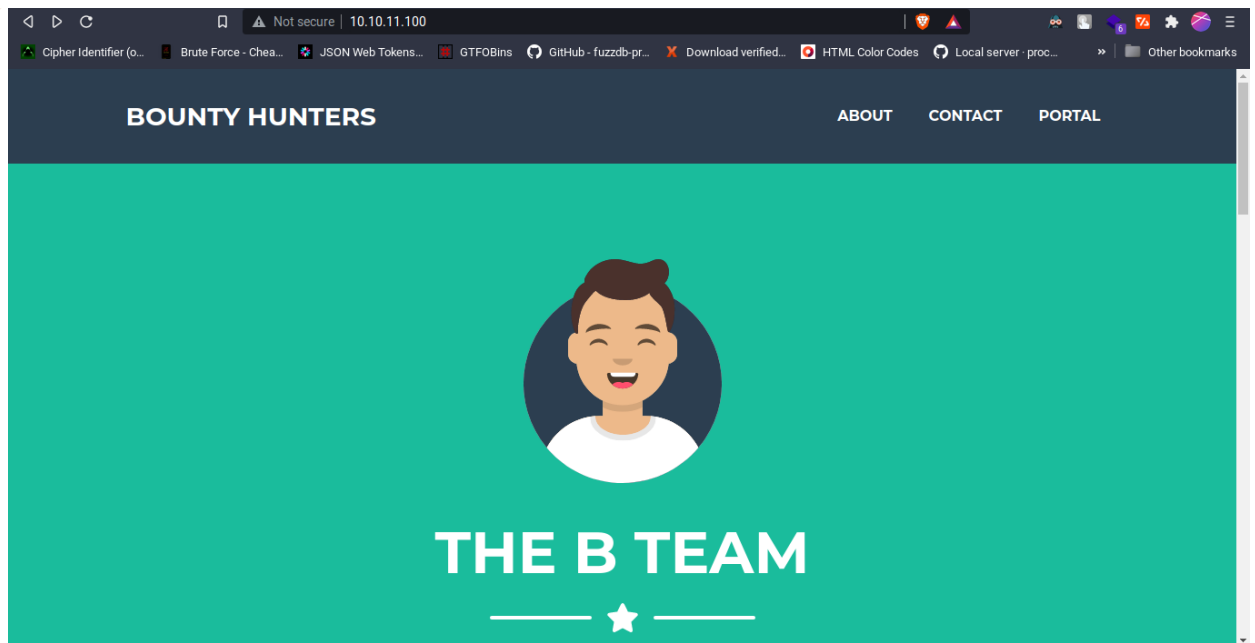 Not secure | 10.10.11.100
6
Cipher Identifier (o... Brute Force - Chea... JSON Web Tokens... GTFOBins GitHub - fuzzdb-pr... Download verified... HTML Color Codes Local server · proc... » Other bookmarks
BOUNTY HUNTERS ABOUT CONTACT PORTAL
THE B TEAM